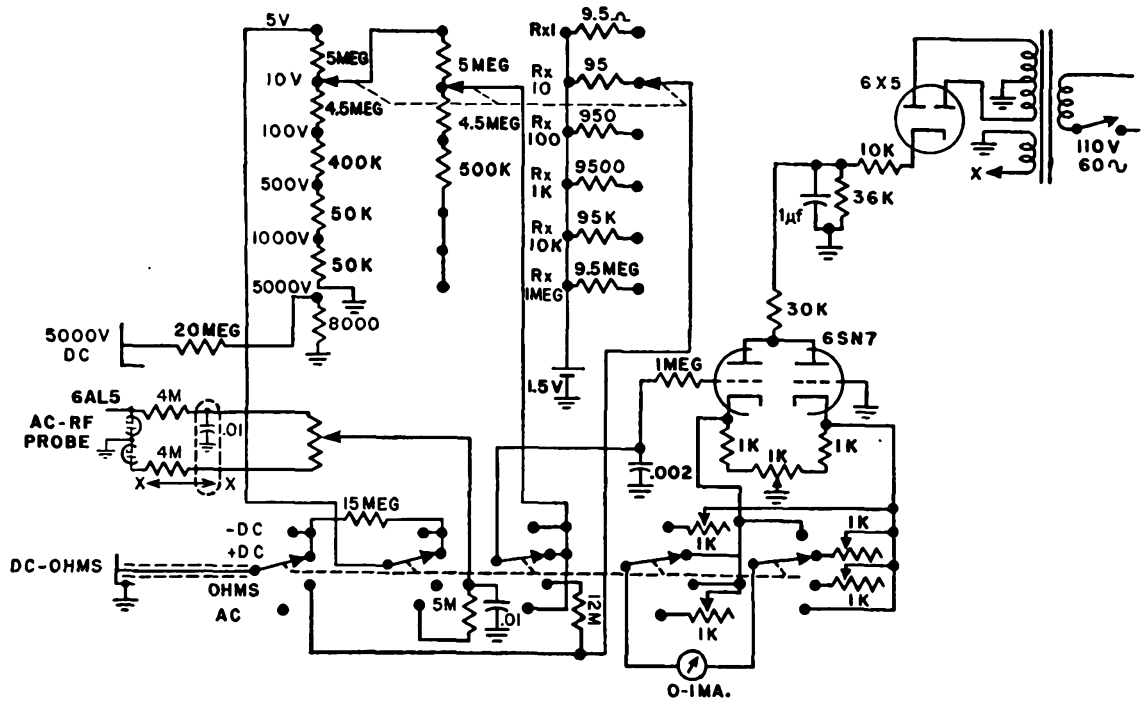 5V
5MEG
10V
4.5MEG
100V
400K
500V
50K
1000V
50K
5000V
8000
5MEG
4.5MEG
500K
Rx1
9.5Ω
Rx
10
95
Rx
100
950
Rx
1K
9500
Rx
10K
95K
Rx
1MEG
9.5MEG
1.5V
6X5
X
110V
60~
10K
36K
1µf
30K
6SN7
1MEG
.002
1K
1K
1K
5000V
DC
20MEG
6AL5
AC-RF
PROBE
4M
4M
.01
X
X
15MEG
-DC
+DC
DC-OHMS
OHMS
AC
5M
.01
12M
1K
1K
1K
1K
0-1MA.